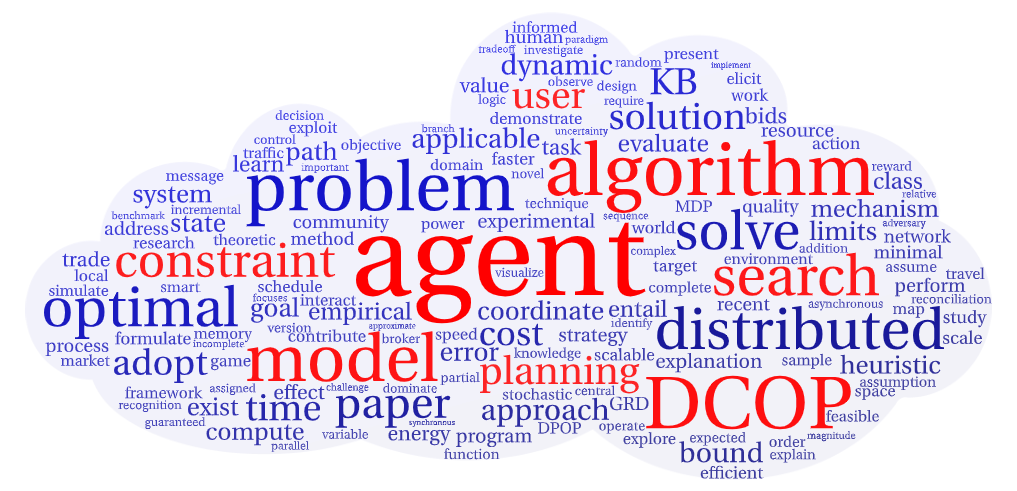 informed
human paradigm
tradeoff investigate
dynamic random present
KB implement
value observe design elicit
logic user require work
demonstrate solution bids
decision
exploit
control objective branch applicable uncertainty task evaluate resource
traffic path action
learn important domain faster algorithm reward
message problem novel class
system technique relative
benchmark incremental sequence MDP quality mechanism
address state community power experimental world solve limits adversary
research theoretic method agent network
trade constraint complex addition minimal
local visualize target environment search assume travel
simulate smart schedule complete perform
optimal focuses interact recent asynchronous reconciliation
goal empirical coordinate entail map study
version approximate identify distributed
formulate memory contribute broker speed cost strategy scale
process incomplete
market adopt game model error knowledge scalable explanation sample heuristic
partial planning
framework assigned effect challenge dominate stochastic central DCOP assumption
space
recognition exist time paper approach GRD feasible
guaranteed synchronous
compute variable energy program DPOP operate
explore expected order magnitude
parallel function bound explain
efficient